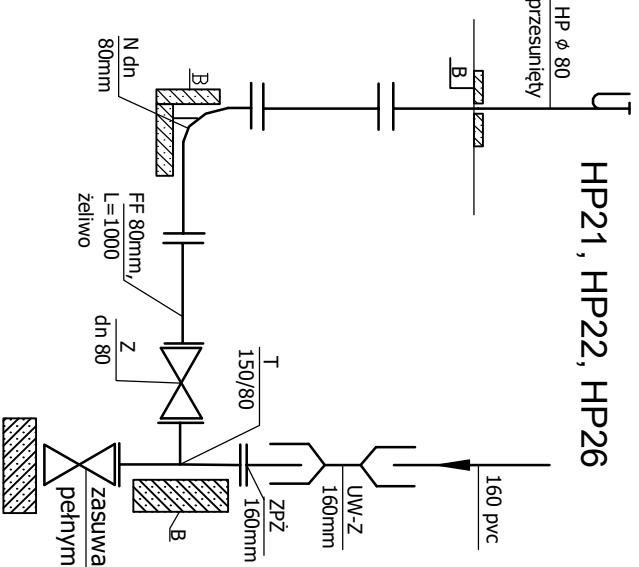 HP21, HP22, HP26
HP ϕ 80
przesunięty
B
B
N dn
80mm
FF 80mm,
L=1000
żeliwo
Z
dn 80
T
150/80
160 pvc
UW-Z
160mm
ZPŻ
160mm
B
zasuwa
pełnym